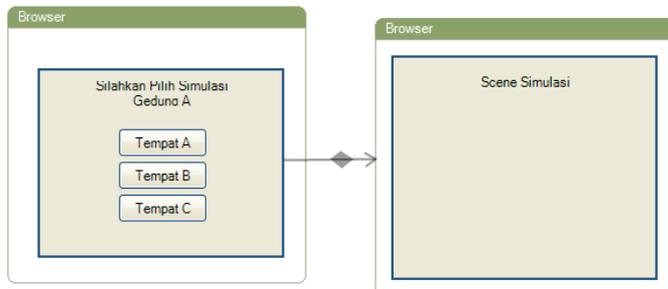 Browser
Silahkan Pilih Simulasi
Gedung A
Tempat A
Tempat B
Tempat C
Browser
Scene Simulasi